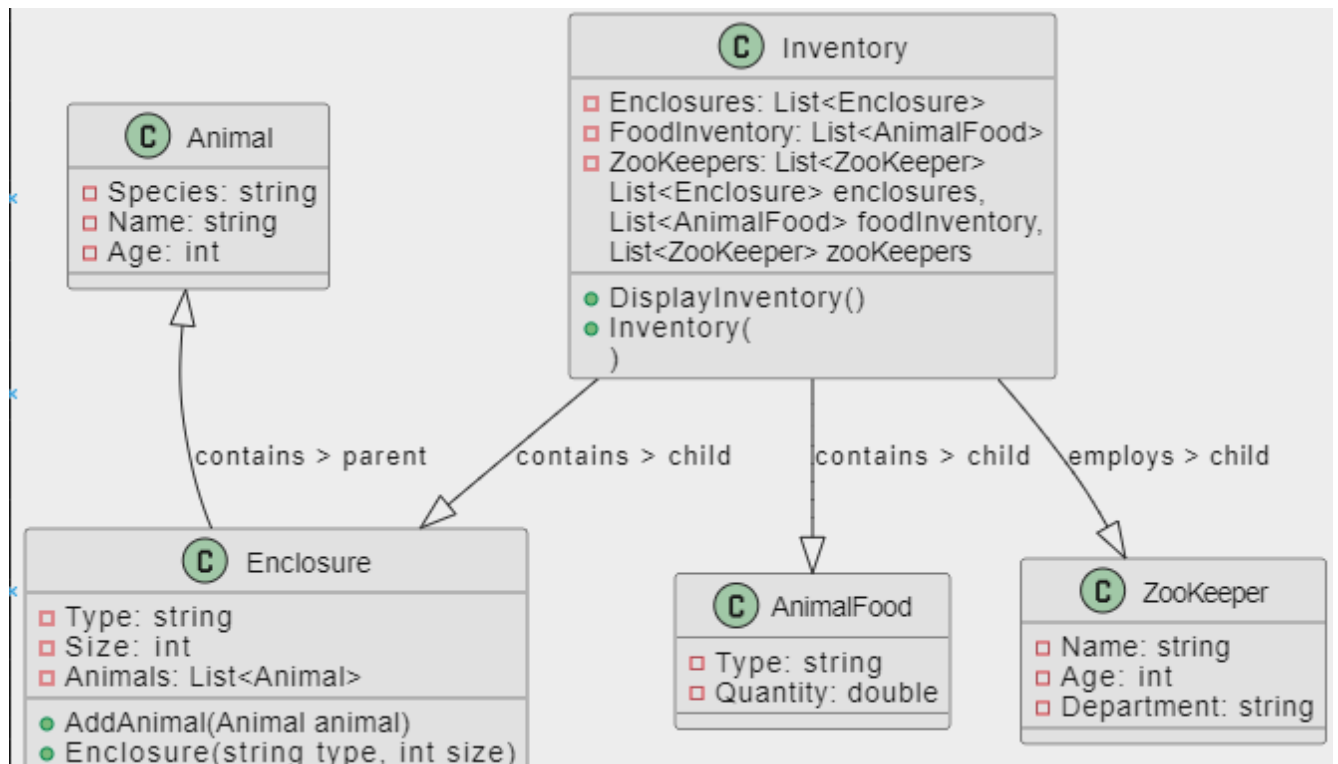 C Inventory
Enclosures: List<Enclosure>
FoodInventory: List<AnimalFood>
ZooKeepers: List<ZooKeeper>
List<Enclosure> enclosures,
List<AnimalFood> foodInventory,
List<ZooKeeper> zooKeepers
DisplayInventory()
Inventory(
)
C Animal
Species: string
Name: string
Age: int
contains > parent
contains > child
contains > child
employs > child
C Enclosure
Type: string
Size: int
Animals: List<Animal>
AddAnimal(Animal animal)
Enclosure(string type, int size)
C AnimalFood
Type: string
Quantity: double
C ZooKeeper
Name: string
Age: int
Department: string